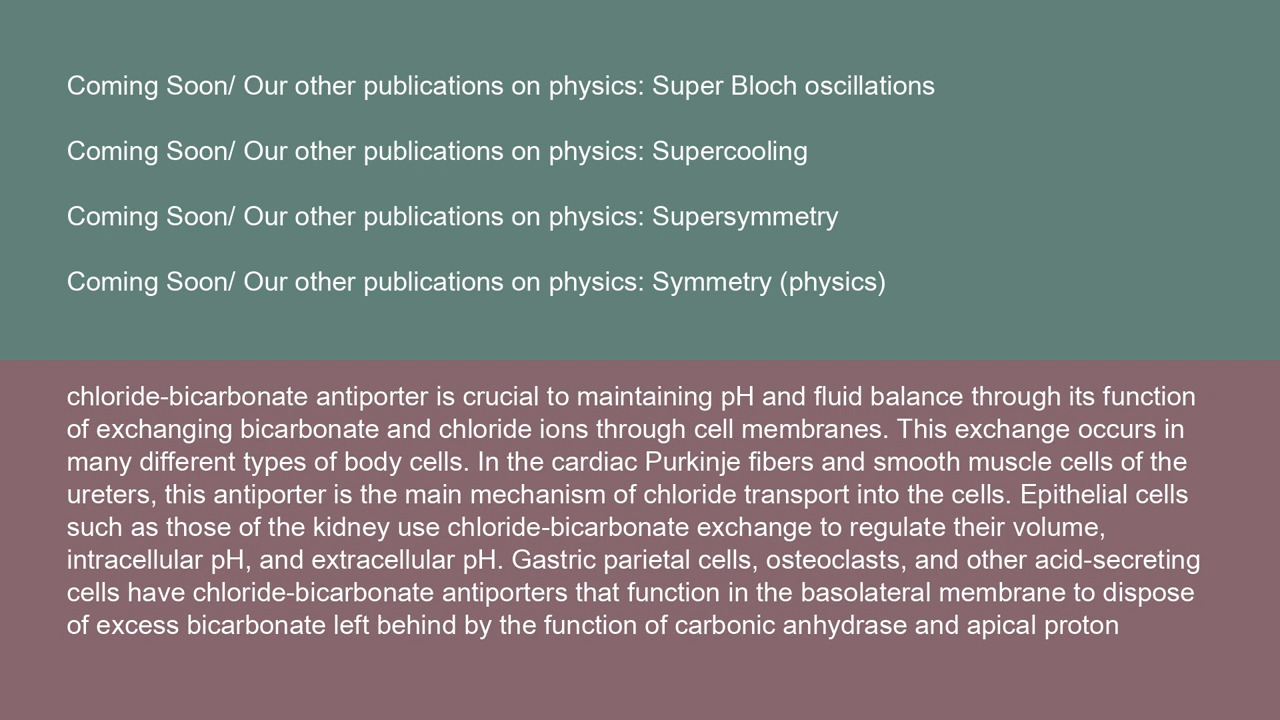 Coming Soon/ Our other publications on physics: Super Bloch oscillations
Coming Soon/ Our other publications on physics: Supercooling
Coming Soon/ Our other publications on physics: Supersymmetry
Coming Soon/ Our other publications on physics: Symmetry (physics)
chloride-bicarbonate antiporter is crucial to maintaining pH and fluid balance through its function
of exchanging bicarbonate and chloride ions through cell membranes. This exchange occurs in
many different types of body cells. In the cardiac Purkinje fibers and smooth muscle cells of the
ureters, this antiporter is the main mechanism of chloride transport into the cells. Epithelial cells
such as those of the kidney use chloride-bicarbonate exchange to regulate their volume,
intracellular pH, and extracellular pH. Gastric parietal cells, osteoclasts, and other acid-secreting
cells have chloride-bicarbonate antiporters that function in the basolateral membrane to dispose
of excess bicarbonate left behind by the function of carbonic anhydrase and apical proton